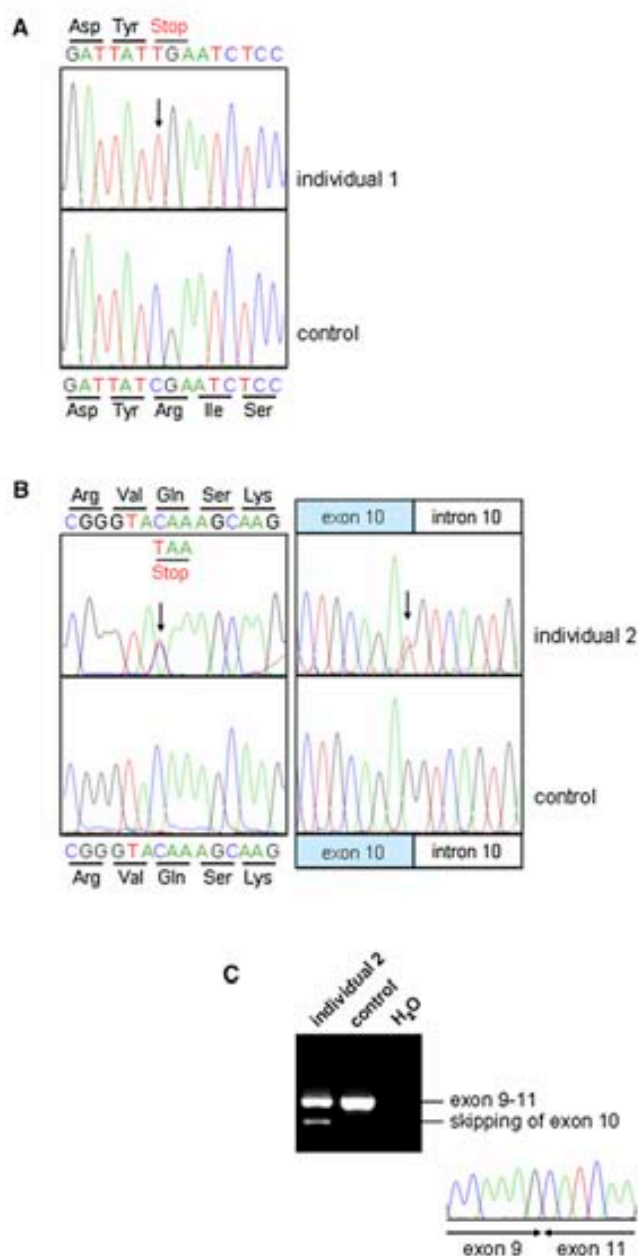 A
Asp Tyr Stop
GATTATTGAATCTCC
individual 1
control
GATTATCGAATCTCC
Asp Tyr Arg Ile Ser
B
Arg Val Gln Ser Lys
CGGGTACAAAGCAAG
TAA
Stop
exon 10 intron 10
individual 2
control
CGGGTACAAAGCAAG
Arg Val Gln Ser Lys
exon 10 intron 10
C
individual 2 control H₂O
exon 9-11
skipping of exon 10
exon 9 exon 11